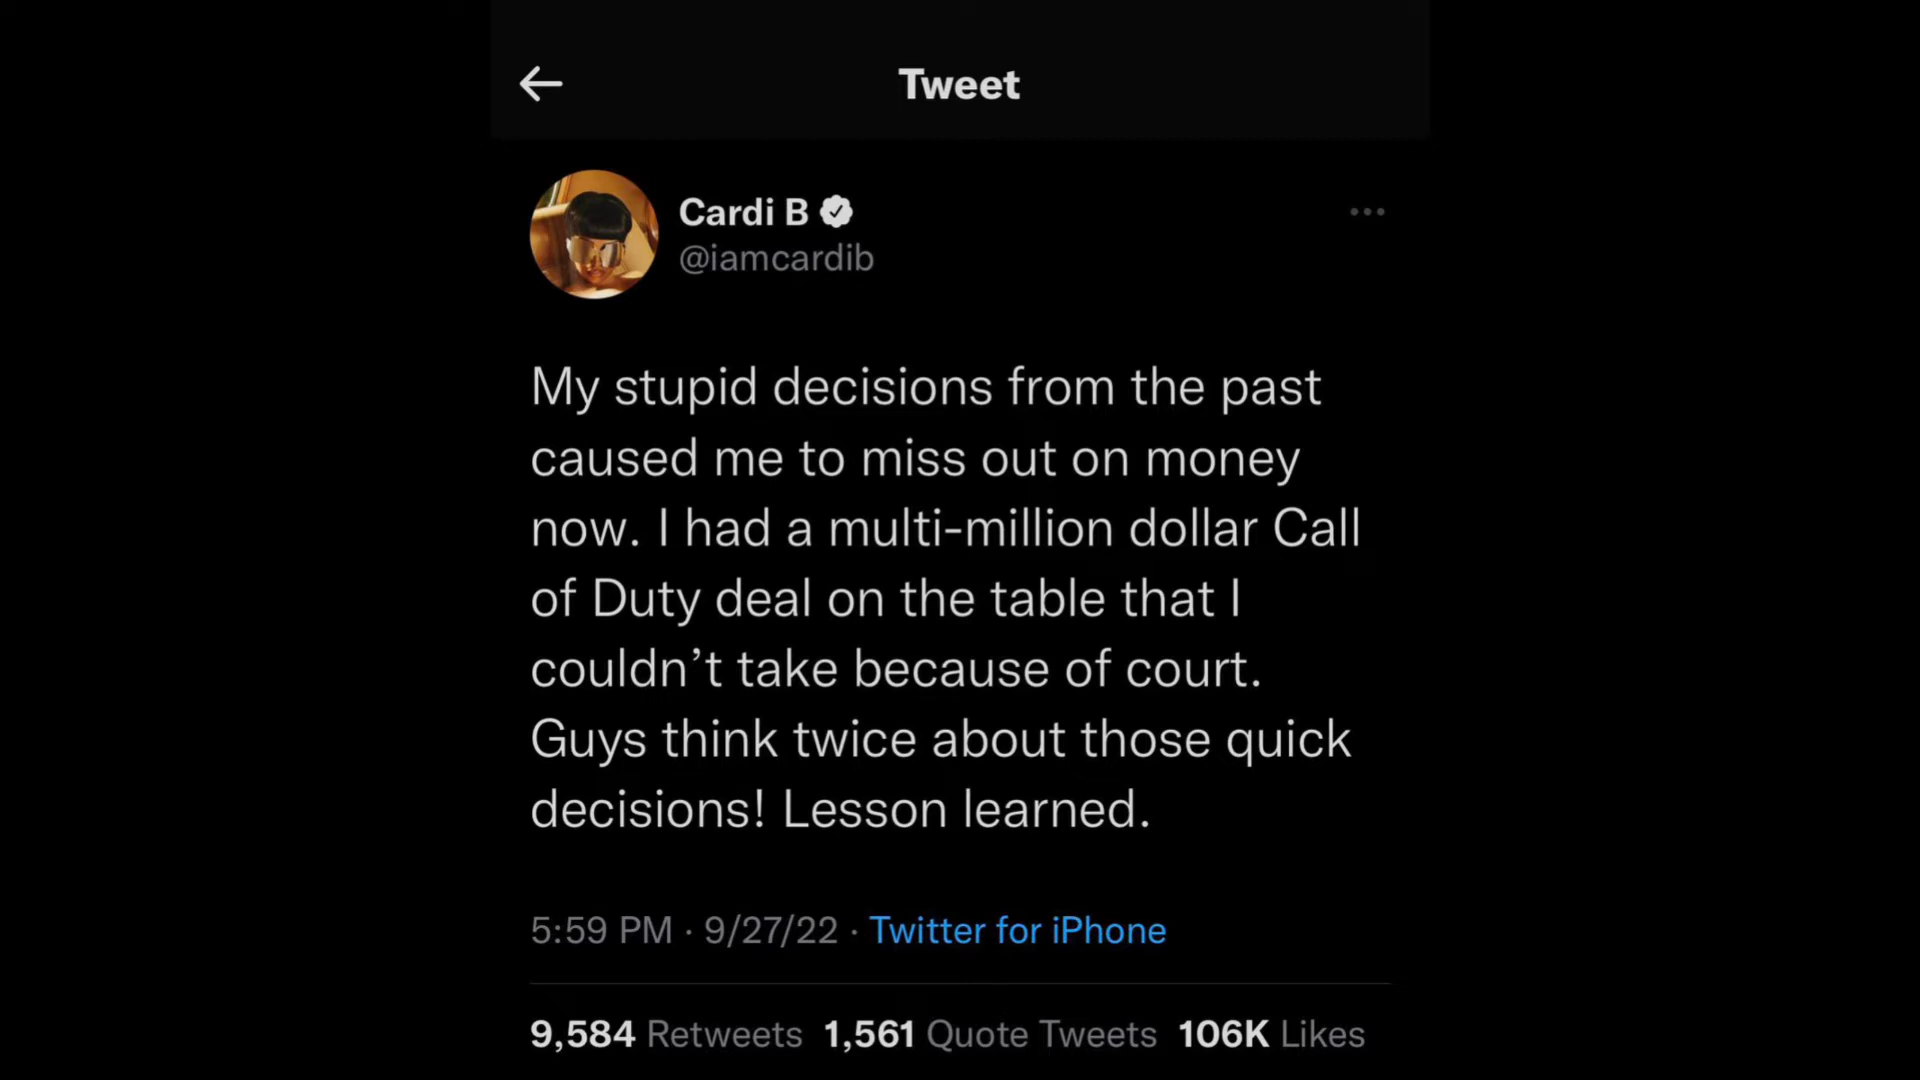 Tweet
Cardi B
@iamcardib
My stupid decisions from the past
caused me to miss out on money
now. I had a multi-million dollar Call
of Duty deal on the table that I
couldn’t take because of court.
Guys think twice about those quick
decisions! Lesson learned.
5:59 PM · 9/27/22 · Twitter for iPhone
9,584 Retweets 1,561 Quote Tweets 106K Likes